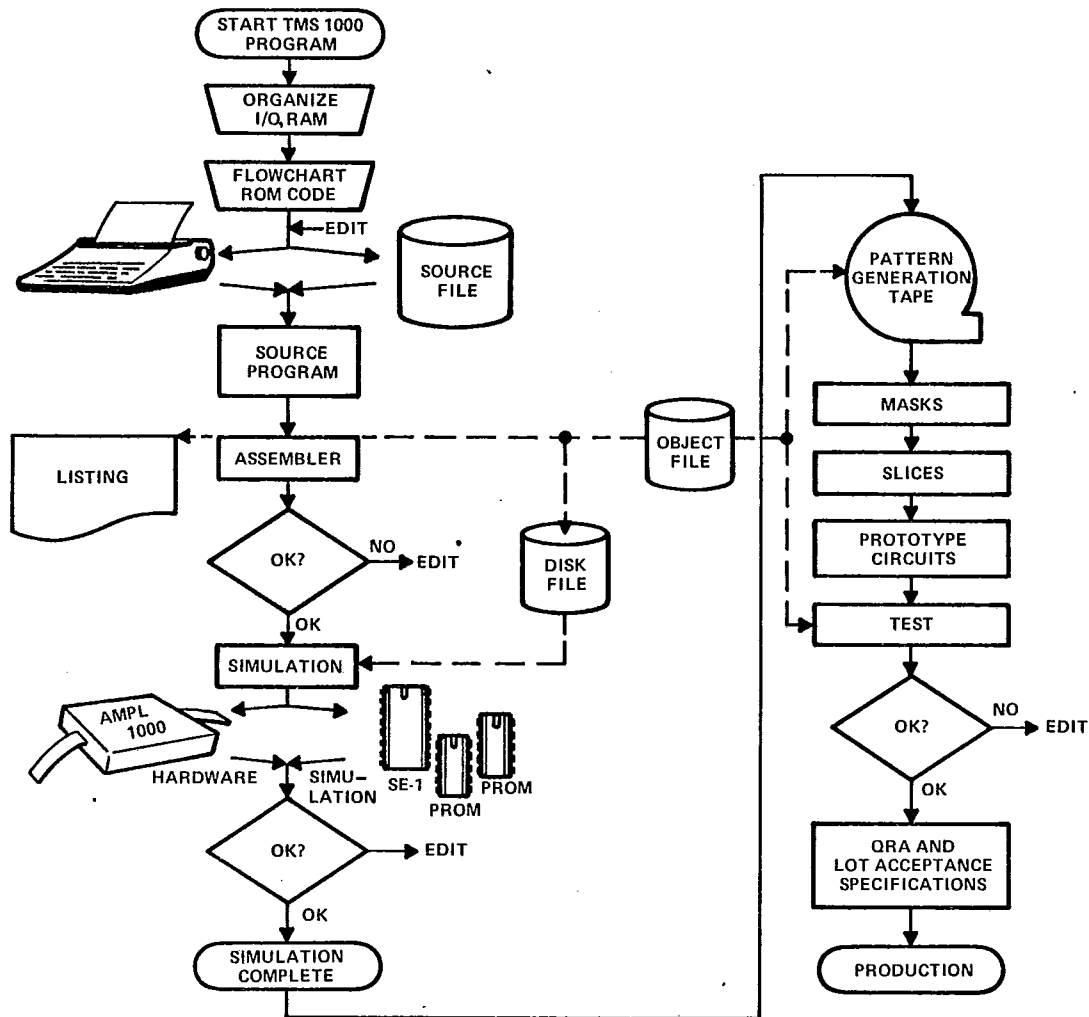 START TMS 1000
PROGRAM
ORGANIZE
I/O, RAM
FLOWCHART
ROM CODE
EDIT
SOURCE
FILE
SOURCE
PROGRAM
LISTING
ASSEMBLER
OBJECT
FILE
OK?
NO
EDIT
DISK
FILE
OK
SIMULATION
AMPL
1000
HARDWARE
SIMU-
LATION
SE-1
PROM
PROM
OK?
EDIT
OK
SIMULATION
COMPLETE
PATTERN
GENERATION
TAPE
MASKS
SLICES
PROTOTYPE
CIRCUITS
TEST
OK?
NO
EDIT
OK
QRA AND
LOT ACCEPTANCE
SPECIFICATIONS
PRODUCTION